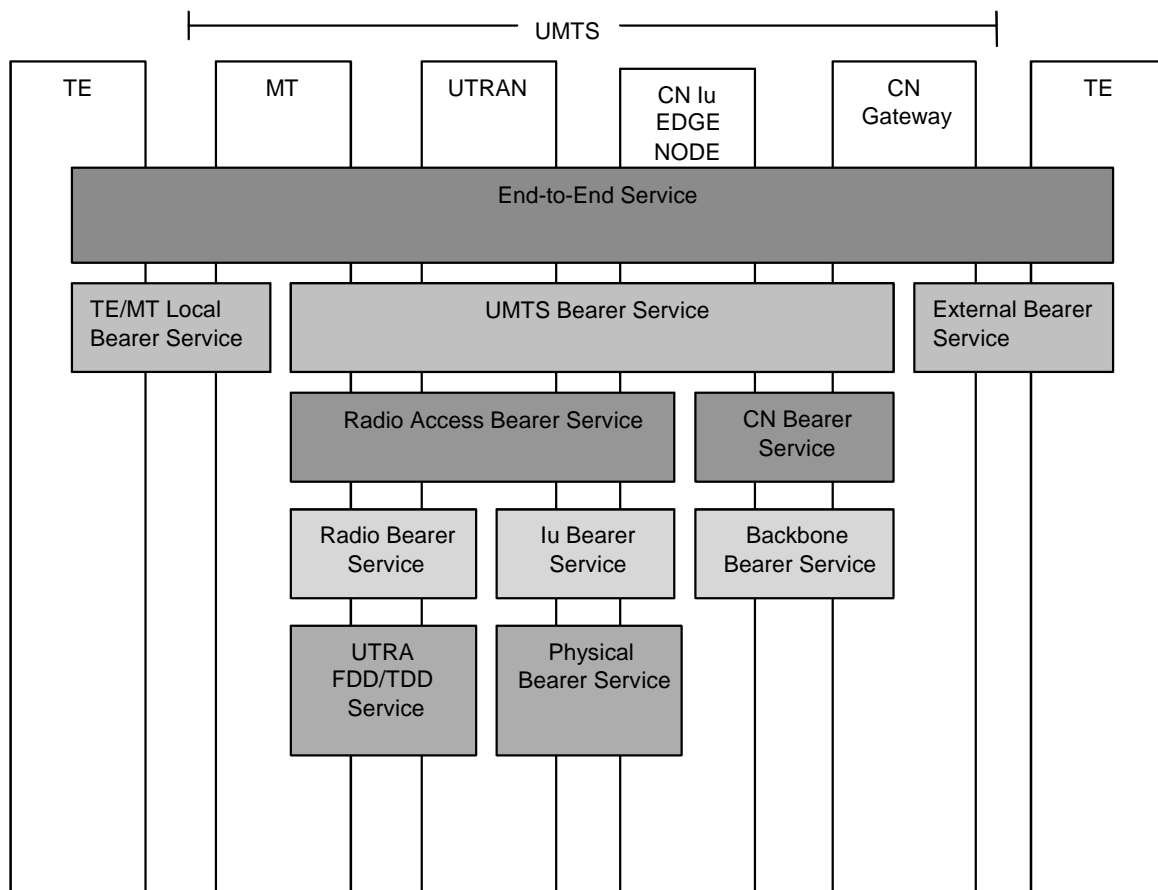 UMTS
TE
MT
UTRAN
CN Iu
EDGE
NODE
CN
Gateway
TE
End-to-End Service
TE/MT Local
Bearer Service
UMTS Bearer Service
External Bearer
Service
Radio Access Bearer Service
CN Bearer
Service
Radio Bearer
Service
Iu Bearer
Service
Backbone
Bearer Service
UTRA
FDD/TDD
Service
Physical
Bearer Service